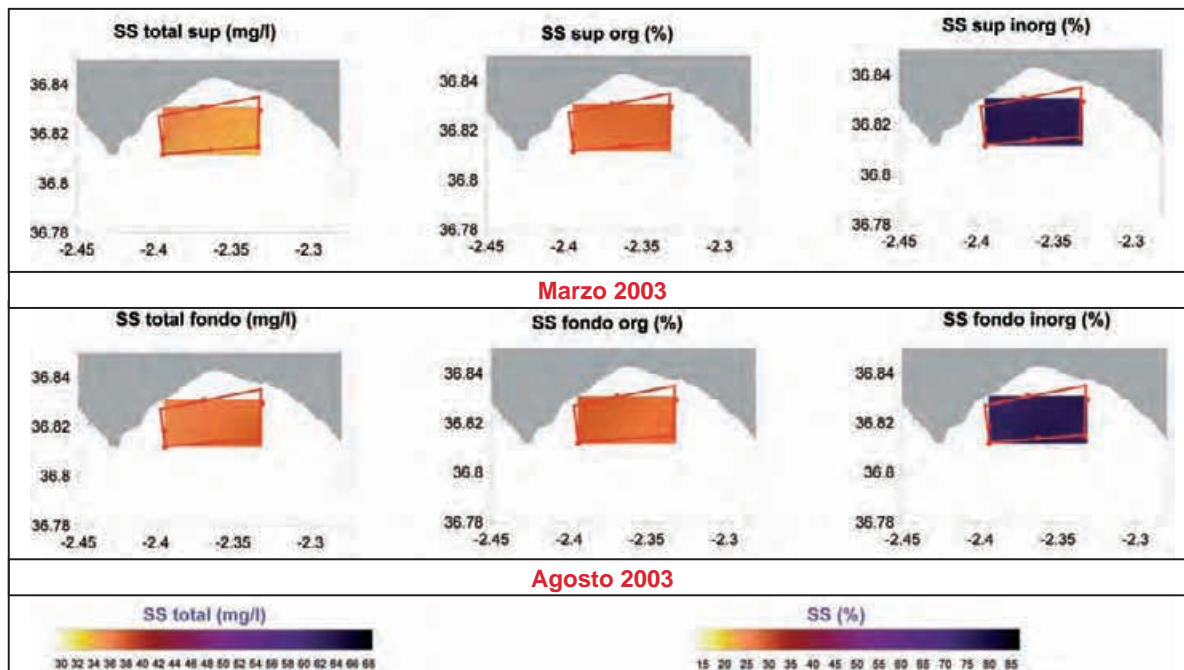 SS total sup (mg/l)
SS sup org (%)
SS sup inorg (%)
36.84
36.82
36.8
36.78
-2.45 -2.4 -2.35 -2.3
36.84
36.82
36.8
36.78
-2.45 -2.4 -2.35 -2.3
36.84
36.82
36.8
36.78
-2.45 -2.4 -2.35 -2.3
Marzo 2003
SS total fondo (mg/l)
SS fondo org (%)
SS fondo inorg (%)
36.84
36.82
36.8
36.78
-2.45 -2.4 -2.35 -2.3
36.84
36.82
36.8
36.78
-2.45 -2.4 -2.35 -2.3
36.84
36.82
36.8
36.78
-2.45 -2.4 -2.35 -2.3
Agosto 2003
SS total (mg/l)
30 32 34 36 38 40 42 44 46 48 50 52 54 56 58 60 62 64 66 68
SS (%)
15 20 25 30 35 40 45 50 55 60 65 70 75 80 85